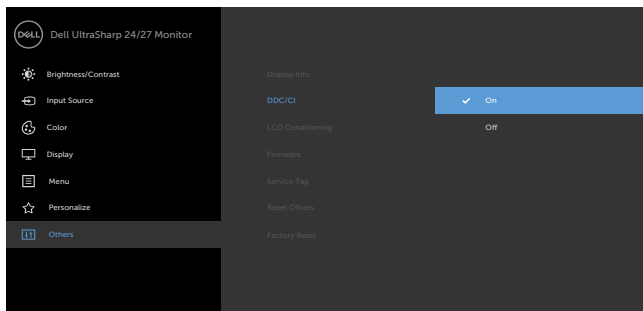 DELL Dell UltraSharp 24/27 Monitor
Brightness/Contrast
Display Info
Input Source
DDC/CI
On
Color
LCD Conditioning
Off
Display
Firmware
Menu
Service Tag
Personalize
Reset Others
Others
Factory Reset